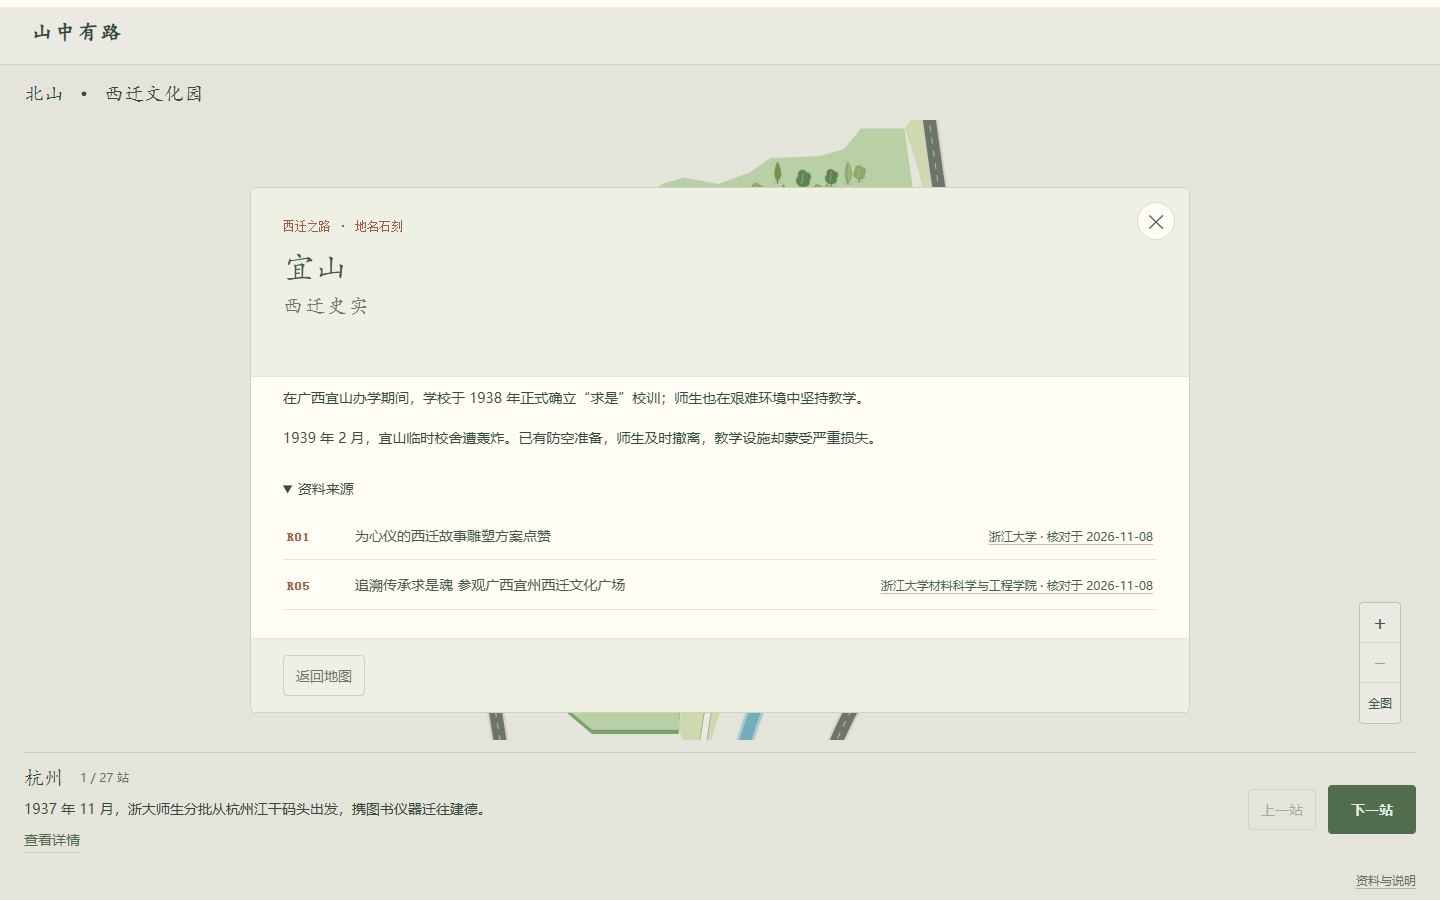 山中有路
北山 • 西迁文化园
西迁之路 · 地名石刻
宜山
西迁史实
在广西宜山办学期间，学校于 1938 年正式确立“求是”校训；师生也在艰难环境中坚持教学。
1939 年 2 月，宜山临时校舍遭轰炸。已有防空准备，师生及时撤离，教学设施却蒙受严重损失。
▼ 资料来源
R01 为心仪的西迁故事雕塑方案点赞 浙江大学 · 核对于 2026-11-08
R05 追溯传承求是魂 参观广西宜州西迁文化广场 浙江大学材料科学与工程学院 · 核对于 2026-11-08
返回地图
+
−
全图
杭州 1 / 27 站
1937 年 11 月，浙大师生分批从杭州江干码头出发，携图书仪器迁往建德。
查看详情
上一站 下一站
资料与说明